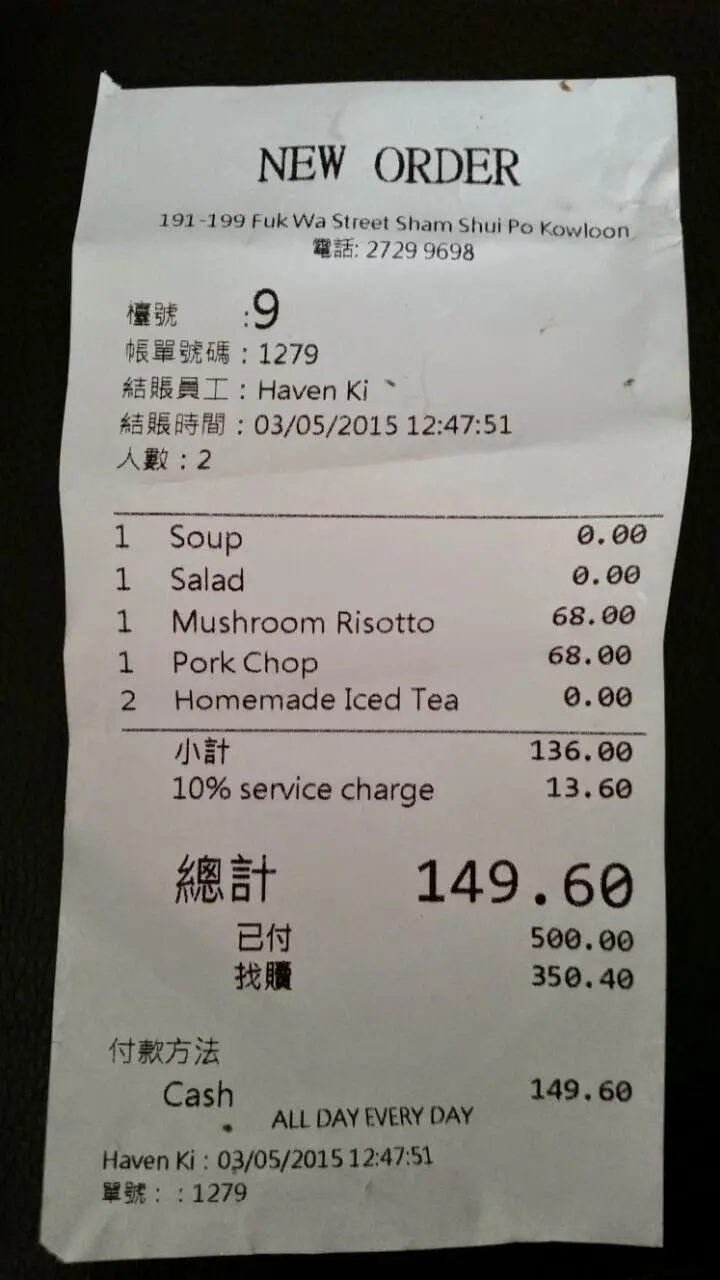 NEW ORDER
191-199 Fuk Wa Street Sham Shui Po Kowloon
電話: 2729 9698
檯號 :9
帳單號碼 : 1279
結賬員工 : Haven Ki
結賬時間 : 03/05/2015 12:47:51
人數 : 2
1 Soup 0.00
1 Salad 0.00
1 Mushroom Risotto 68.00
1 Pork Chop 68.00
2 Homemade Iced Tea 0.00
小計 136.00
10% service charge 13.60
總計 149.60
已付 500.00
找贖 350.40
付款方法
Cash 149.60
ALL DAY EVERY DAY
Haven Ki : 03/05/2015 12:47:51
單號 : : 1279